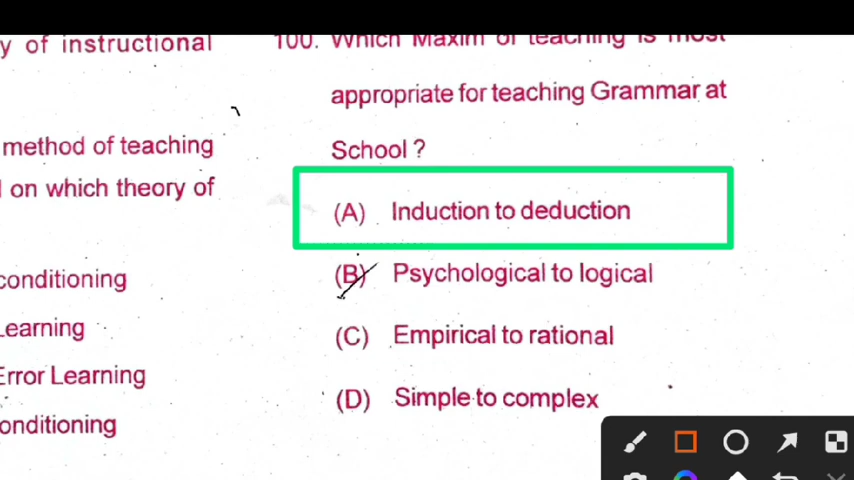 y of instructional
method of teaching
on which theory of
conditioning
Learning
Error Learning
onditioning
100. Which Maxim of teaching is most
appropriate for teaching Grammar at
School ?
(A) Induction to deduction
(B) Psychological to logical
(C) Empirical to rational
(D) Simple to complex